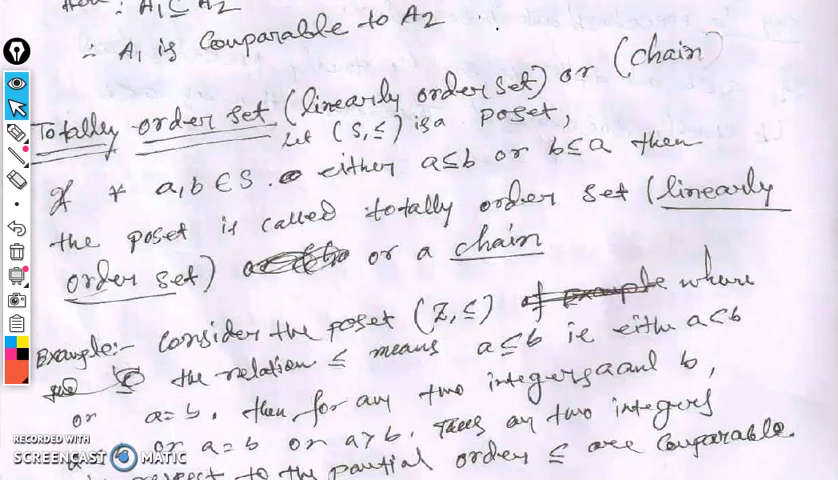 A1 ⊆ A2
∴ A1 is Comparable to A2
Totally order set (linearly order set) or (chain)
Let (S, ≤) is a poset,
If ∀ a,b ∈ S. either a≤b or b≤a then
the poset is called totally order set (linearly
order set) or a chain
Example:- Consider the poset (Z, ≤) where
the relation ≤ means a≤b ie either a<b
or a=b, then for any two integers a and b,
or a=b or a>b. Thus any two integers
respect to the partial order ≤ are Comparable.
RECORDED WITH
SCREENCAST MATIC